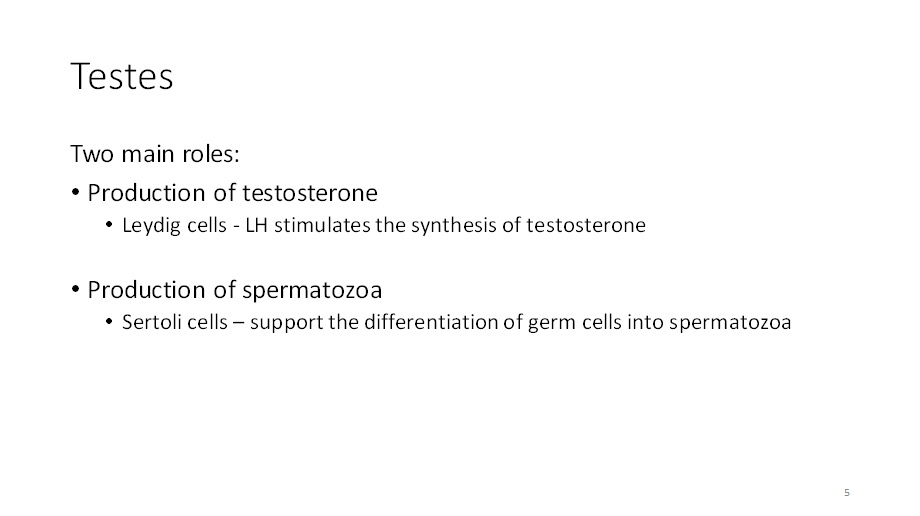 Testes
Two main roles:
• Production of testosterone
• Leydig cells - LH stimulates the synthesis of testosterone
• Production of spermatozoa
• Sertoli cells – support the differentiation of germ cells into spermatozoa
5